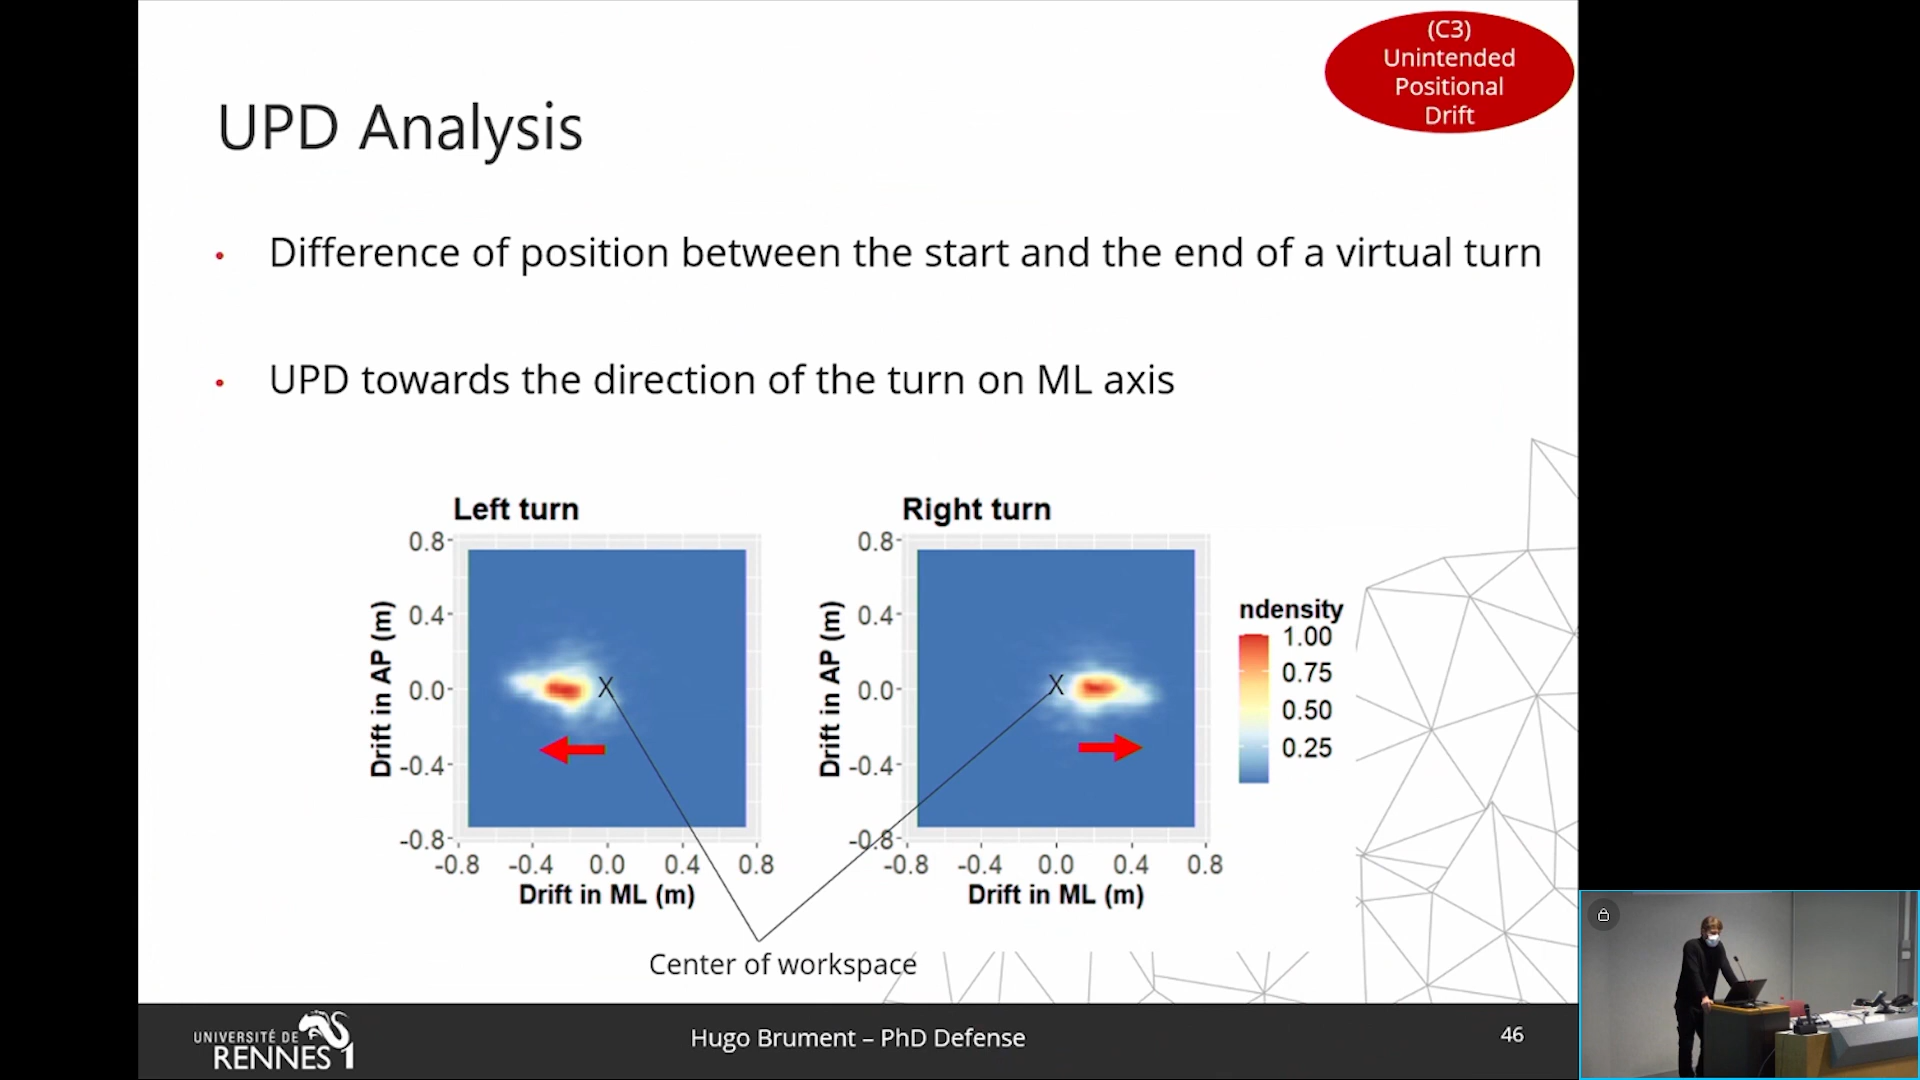 (C3)
Unintended
Positional
Drift
UPD Analysis
• Difference of position between the start and the end of a virtual turn
• UPD towards the direction of the turn on ML axis
Left turn
Drift in AP (m)
0.8
0.4
0.0
-0.4
-0.8
X
-0.8 -0.4 0.0 0.4 0.8
Drift in ML (m)
Right turn
Drift in AP (m)
0.8
0.4
0.0
-0.4
-0.8
X
-0.8 -0.4 0.0 0.4 0.8
Drift in ML (m)
ndensity
1.00
0.75
0.50
0.25
Center of workspace
UNIVERSITÉ DE
RENNES 1
Hugo Brument – PhD Defense
46